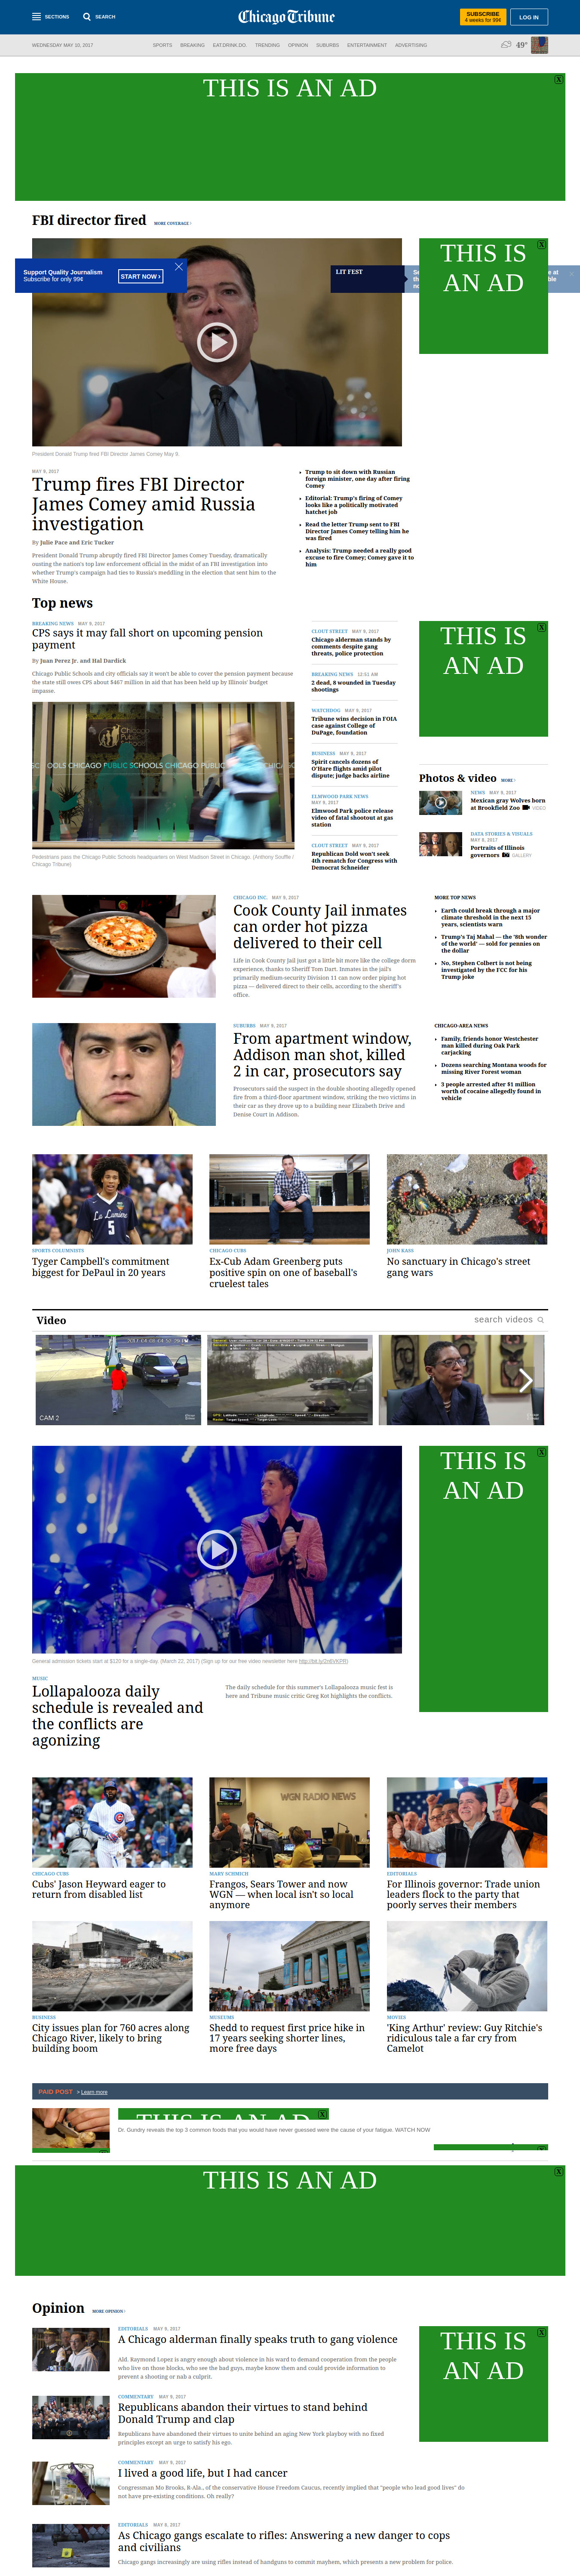 SECTIONS
SEARCH
Chicago Tribune
SUBSCRIBE
4 weeks for 99¢
LOG IN
WEDNESDAY MAY 10, 2017
SPORTS BREAKING EAT.DRINK.DO. TRENDING OPINION SUBURBS ENTERTAINMENT ADVERTISING
49°
THIS IS AN AD
X
FBI director fired
MORE COVERAGE ›
Support Quality Journalism
Subscribe for only 99¢
START NOW ›
LIT FEST
THIS IS
AN AD
X
President Donald Trump fired FBI Director James Comey May 9.
MAY 9, 2017
Trump fires FBI Director
James Comey amid Russia
investigation
By Julie Pace and Eric Tucker
President Donald Trump abruptly fired FBI Director James Comey Tuesday, dramatically
ousting the nation's top law enforcement official in the midst of an FBI investigation into
whether Trump's campaign had ties to Russia's meddling in the election that sent him to the
White House.
Trump to sit down with Russian
foreign minister, one day after firing
Comey
Editorial: Trump's firing of Comey
looks like a politically motivated
hatchet job
Read the letter Trump sent to FBI
Director James Comey telling him he
was fired
Analysis: Trump needed a really good
excuse to fire Comey; Comey gave it to
him
Top news
BREAKING NEWS MAY 9, 2017
CPS says it may fall short on upcoming pension
payment
By Juan Perez Jr. and Hal Dardick
Chicago Public Schools and city officials say it won't be able to cover the pension payment because
the state still owes CPS about $467 million in aid that has been held up by Illinois' budget
impasse.
Pedestrians pass the Chicago Public Schools headquarters on West Madison Street in Chicago. (Anthony Souffle /
Chicago Tribune)
CLOUT STREET MAY 9, 2017
Chicago alderman stands by
comments despite gang
threats, police protection
BREAKING NEWS 12:51 AM
2 dead, 8 wounded in Tuesday
shootings
WATCHDOG MAY 9, 2017
Tribune wins decision in FOIA
case against College of
DuPage, foundation
BUSINESS MAY 9, 2017
Spirit cancels dozens of
O'Hare flights amid pilot
dispute; judge backs airline
ELMWOOD PARK NEWS
MAY 9, 2017
Elmwood Park police release
video of fatal shootout at gas
station
CLOUT STREET MAY 9, 2017
Republican Dold won't seek
4th rematch for Congress with
Democrat Schneider
THIS IS
AN AD
X
Photos & video
MORE ›
NEWS MAY 9, 2017
Mexican gray Wolves born
at Brookfield Zoo VIDEO
DATA STORIES & VISUALS
MAY 8, 2017
Portraits of Illinois
governors GALLERY
CHICAGO INC. MAY 9, 2017
Cook County Jail inmates
can order hot pizza
delivered to their cell
Life in Cook County Jail just got a little bit more like the college dorm
experience, thanks to Sheriff Tom Dart. Inmates in the jail's
primarily medium-security Division 11 can now order piping hot
pizza — delivered direct to their cells, according to the sheriff's
office.
MORE TOP NEWS
Earth could break through a major
climate threshold in the next 15
years, scientists warn
Trump's Taj Mahal — the '8th wonder
of the world' — sold for pennies on
the dollar
No, Stephen Colbert is not being
investigated by the FCC for his
Trump joke
SUBURBS MAY 9, 2017
From apartment window,
Addison man shot, killed
2 in car, prosecutors say
Prosecutors said the suspect in the double shooting allegedly opened
fire from a third-floor apartment window, striking the two victims in
their car as they drove up to a building near Elizabeth Drive and
Denise Court in Addison.
CHICAGO-AREA NEWS
Family, friends honor Westchester
man killed during Oak Park
carjacking
Dozens searching Montana woods for
missing River Forest woman
3 people arrested after $1 million
worth of cocaine allegedly found in
vehicle
SPORTS COLUMNISTS
Tyger Campbell's commitment
biggest for DePaul in 20 years
CHICAGO CUBS
Ex-Cub Adam Greenberg puts
positive spin on one of baseball's
cruelest tales
JOHN KASS
No sanctuary in Chicago's street
gang wars
Video
search videos
CAM 2
THIS IS
AN AD
X
General admission tickets start at $120 for a single-day. (March 22, 2017) (Sign up for our free video newsletter here http://bit.ly/2n6VKPR)
MUSIC
Lollapalooza daily
schedule is revealed and
the conflicts are
agonizing
The daily schedule for this summer's Lollapalooza music fest is
here and Tribune music critic Greg Kot highlights the conflicts.
WGN RADIO NEWS
CHICAGO CUBS
Cubs' Jason Heyward eager to
return from disabled list
MARY SCHMICH
Frangos, Sears Tower and now
WGN — when local isn't so local
anymore
EDITORIALS
For Illinois governor: Trade union
leaders flock to the party that
poorly serves their members
BUSINESS
City issues plan for 760 acres along
Chicago River, likely to bring
building boom
MUSEUMS
Shedd to request first price hike in
17 years seeking shorter lines,
more free days
MOVIES
'King Arthur' review: Guy Ritchie's
ridiculous tale a far cry from
Camelot
PAID POST > Learn more
THIS IS AN AD
X
Dr. Gundry reveals the top 3 common foods that you would have never guessed were the cause of your fatigue. WATCH NOW
THIS IS AN AD
X
Opinion
MORE OPINION ›
EDITORIALS MAY 9, 2017
A Chicago alderman finally speaks truth to gang violence
Ald. Raymond Lopez is angry enough about violence in his ward to demand cooperation from the people
who live on those blocks, who see the bad guys, maybe know them and could provide information to
prevent a shooting or nab a culprit.
THIS IS
AN AD
X
COMMENTARY MAY 9, 2017
Republicans abandon their virtues to stand behind
Donald Trump and clap
Republicans have abandoned their virtues to unite behind an aging New York playboy with no fixed
principles except an urge to satisfy his ego.
COMMENTARY MAY 9, 2017
I lived a good life, but I had cancer
Congressman Mo Brooks, R-Ala., of the conservative House Freedom Caucus, recently implied that "people who lead good lives" do
not have pre-existing conditions. Oh really?
EDITORIALS MAY 8, 2017
As Chicago gangs escalate to rifles: Answering a new danger to cops
and civilians
Chicago gangs increasingly are using rifles instead of handguns to commit mayhem, which presents a new problem for police.